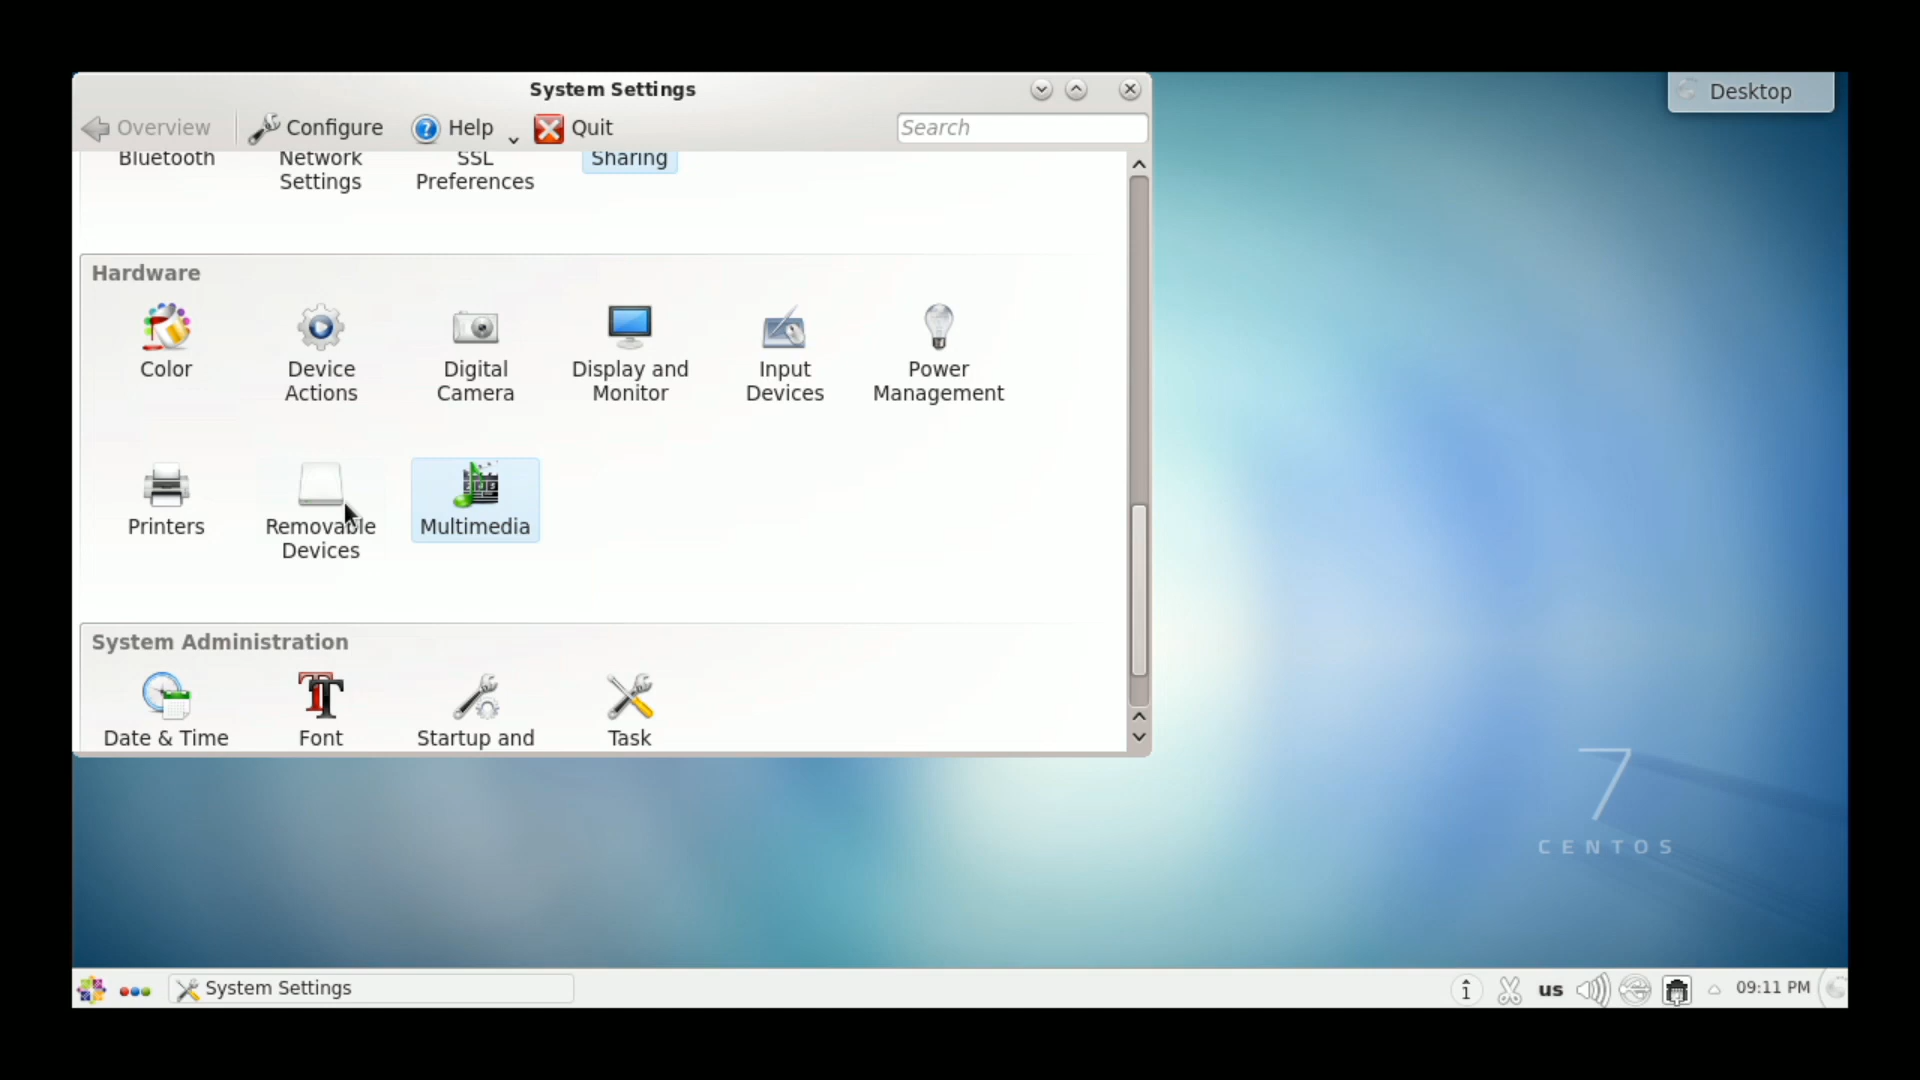 System Settings
Desktop
Overview Configure Help Quit Search
Bluetooth Network Settings SSL Preferences Sharing
Hardware
Color Device Actions Digital Camera Display and Monitor Input Devices Power Management
Printers Removable Devices Multimedia
System Administration
Date & Time Font Startup and Task
7
CENTOS
System Settings us 09:11 PM